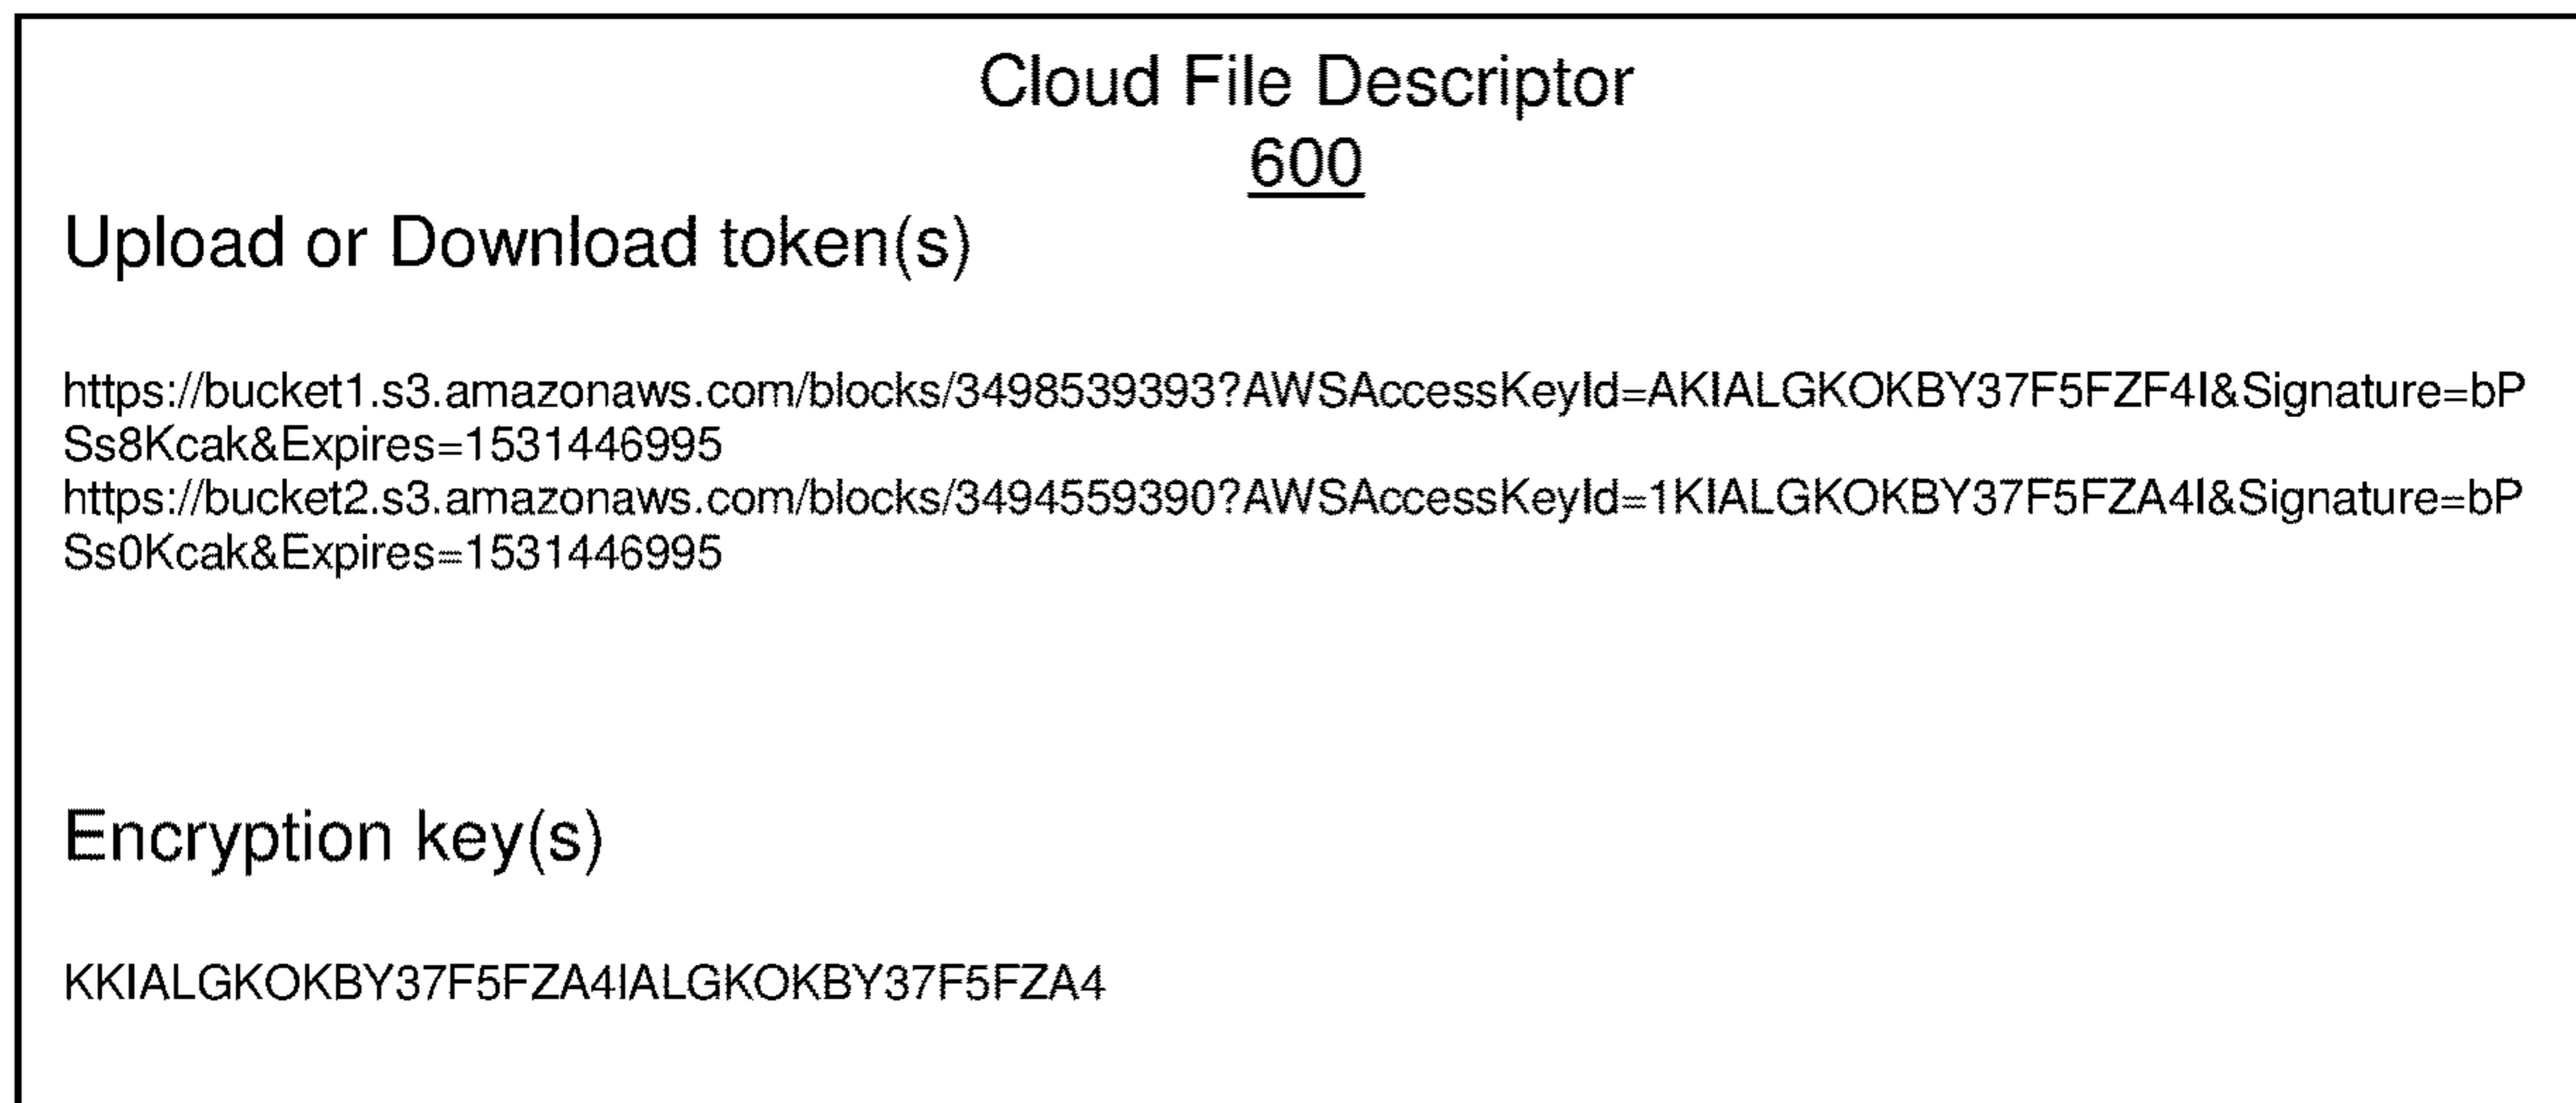 Cloud File Descriptor
600
Upload or Download token(s)
https://bucket1.s3.amazonaws.com/blocks/3498539393?AWSAccessKeyId=AKIALGKOKBY37F5FZF4I&Signature=bP
Ss8Kcak&Expires=1531446995
https://bucket2.s3.amazonaws.com/blocks/3494559390?AWSAccessKeyId=1KIALGKOKBY37F5FZA4I&Signature=bP
Ss0Kcak&Expires=1531446995
Encryption key(s)
KKIALGKOKBY37F5FZA4IALGKOKBY37F5FZA4